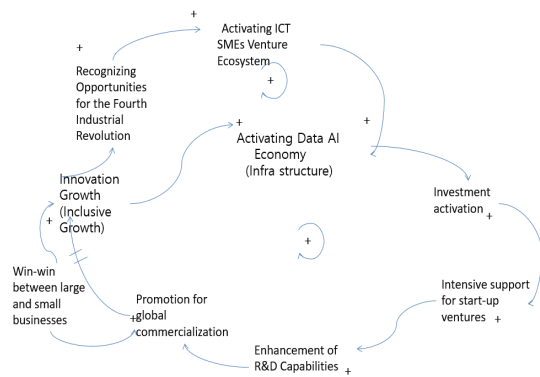 +
Activating ICT
SMEs Venture
Ecosystem
+
+
Recognizing
Opportunities
for the Fourth
Industrial
Revolution
+
+
Activating Data AI
Economy
(Infra structure)
Innovation
Growth
(Inclusive
Growth)
+
Investment
activation
+
+
Win-win
between large
and small
businesses
Promotion for
+global
commercialization
Intensive support
for start-up
ventures
+
Enhancement of
R&D Capabilities
+